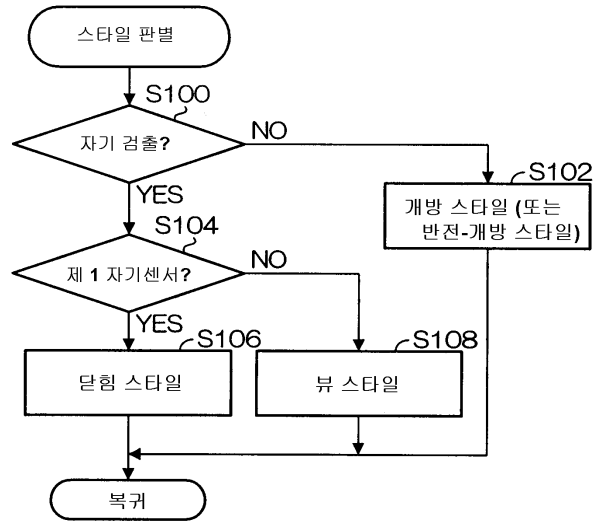 스타일 판별
S100
자기 검출?
NO
YES
S102
개방 스타일 (또는
반전-개방 스타일)
S104
제 1 자기센서?
NO
YES
S106
닫힘 스타일
S108
뷰 스타일
복귀